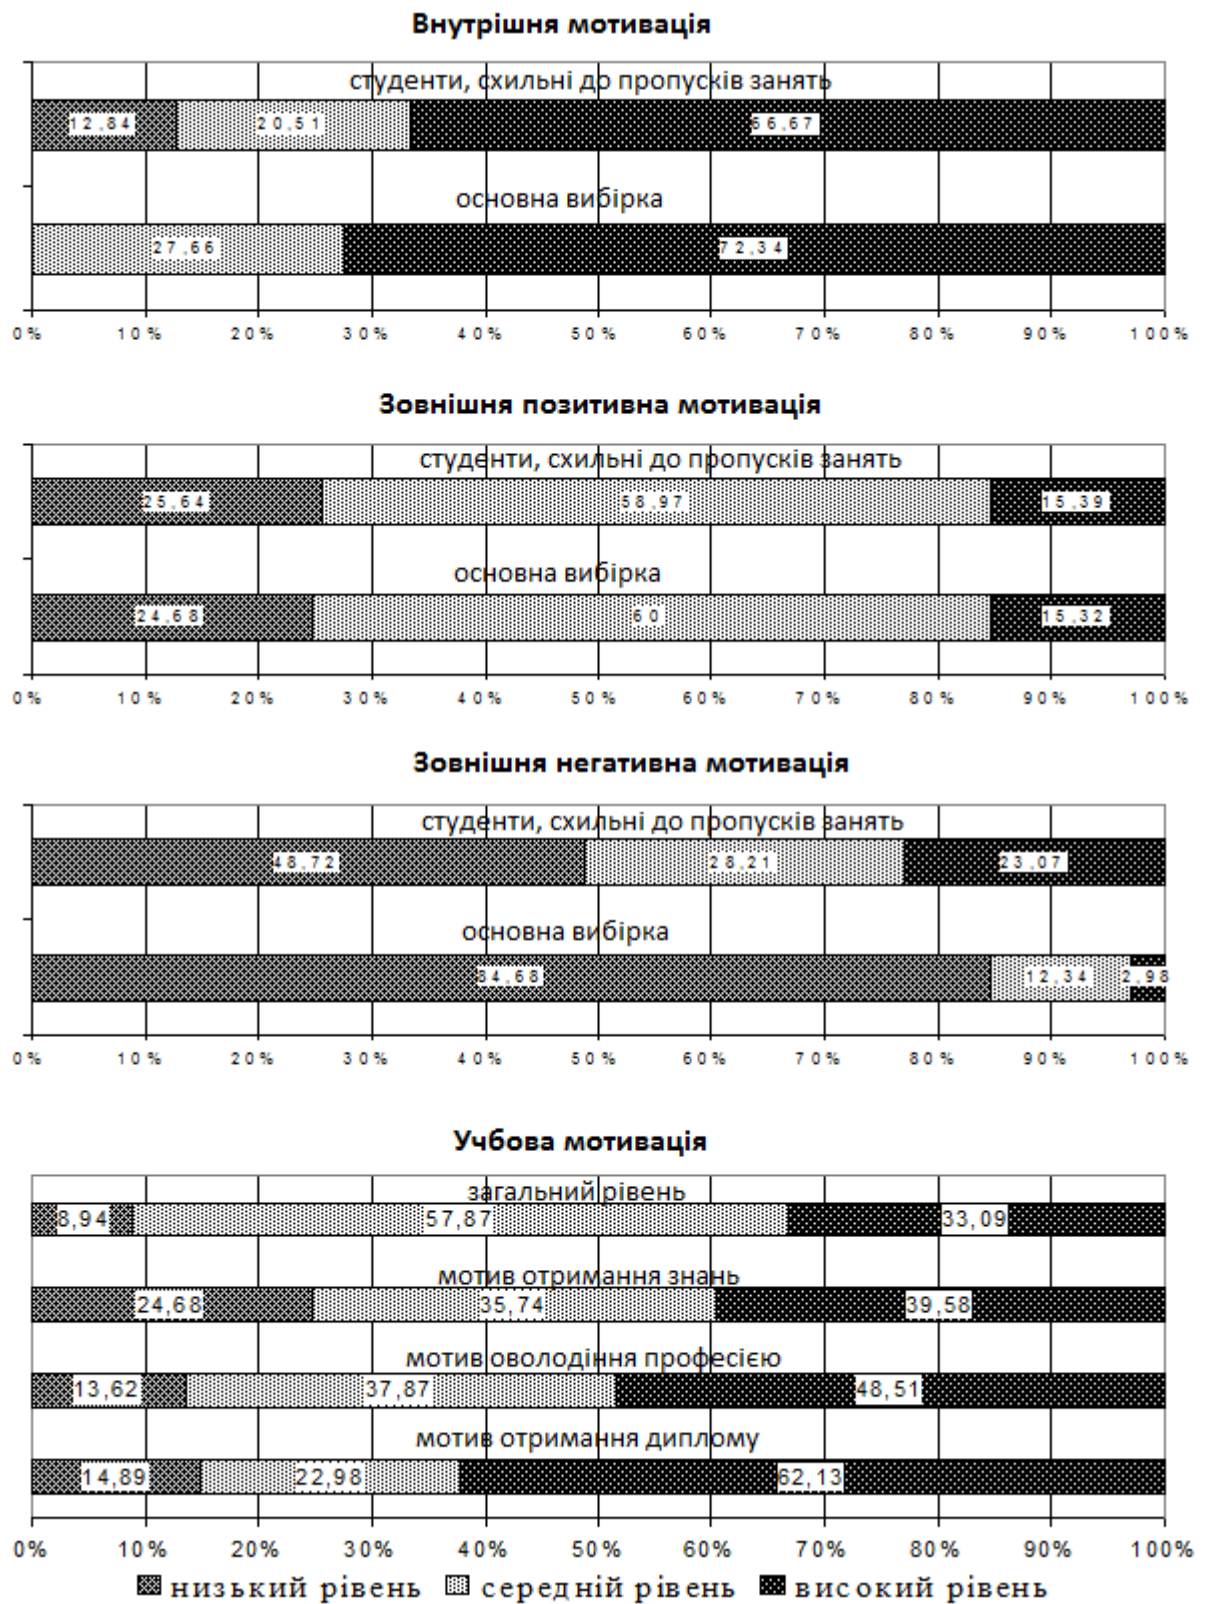 Внутрішня мотивація
студенти, схильні до пропусків занять
12,84 20,51 66,67
основна вибірка
27,66 72,34
0% 10% 20% 30% 40% 50% 60% 70% 80% 90% 100%
Зовнішня позитивна мотивація
студенти, схильні до пропусків занять
25,64 58,97 15,39
основна вибірка
24,68 60 15,32
0% 10% 20% 30% 40% 50% 60% 70% 80% 90% 100%
Зовнішня негативна мотивація
студенти, схильні до пропусків занять
48,72 28,21 23,07
основна вибірка
84,68 12,34 2,98
0% 10% 20% 30% 40% 50% 60% 70% 80% 90% 100%
Учбова мотивація
загальний рівень
8,94 57,87 33,09
мотив отримання знань
24,68 35,74 39,58
мотив оволодіння професією
13,62 37,87 48,51
мотив отримання диплому
14,89 22,98 62,13
0% 10% 20% 30% 40% 50% 60% 70% 80% 90% 100%
низький рівень середній рівень високий рівень